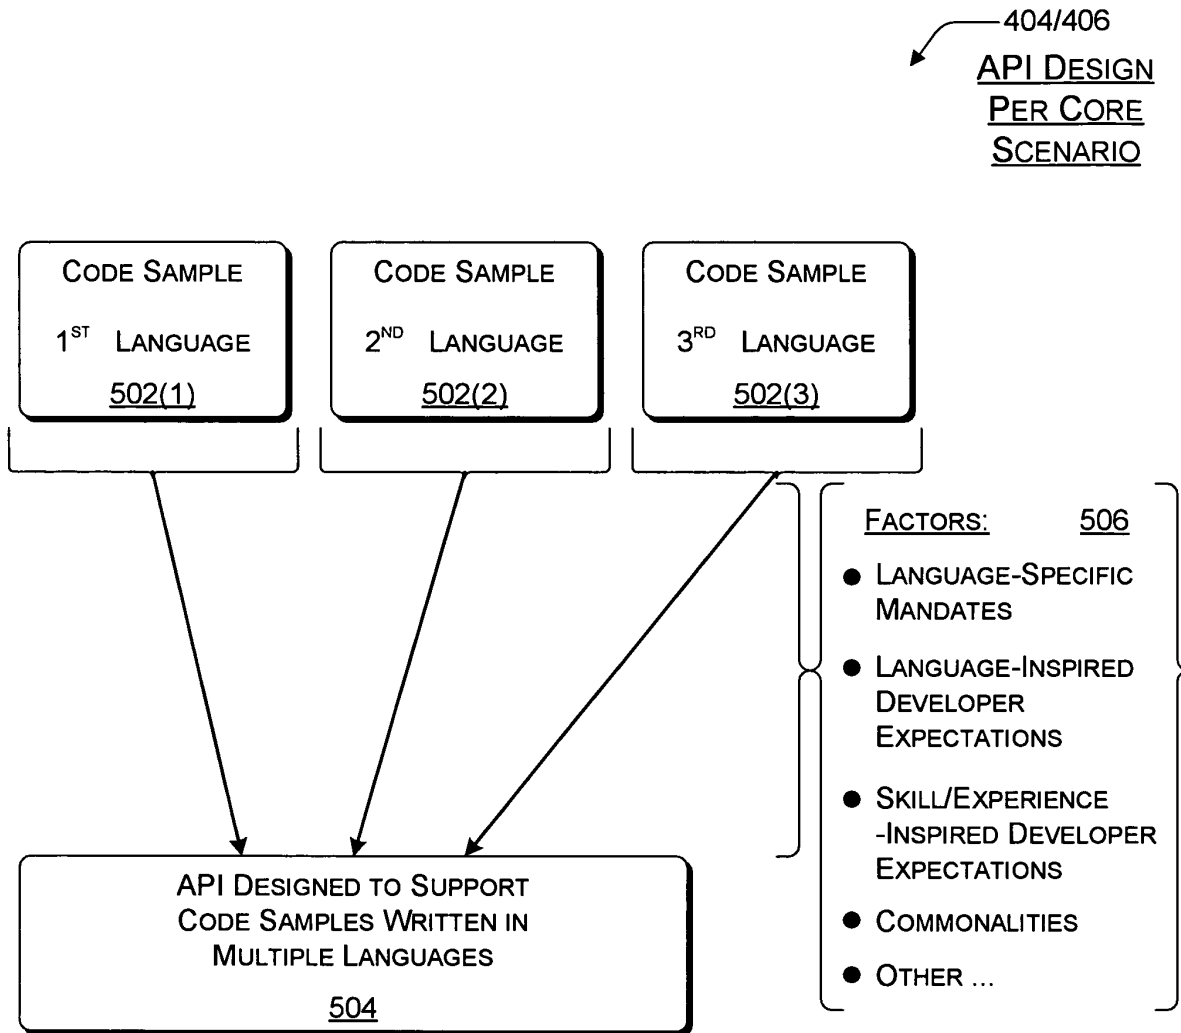 404/406
API DESIGN
PER CORE
SCENARIO
CODE SAMPLE
1ST LANGUAGE
502(1)
CODE SAMPLE
2ND LANGUAGE
502(2)
CODE SAMPLE
3RD LANGUAGE
502(3)
FACTORS: 506
● LANGUAGE-SPECIFIC
MANDATES
● LANGUAGE-INSPIRED
DEVELOPER
EXPECTATIONS
● SKILL/EXPERIENCE
-INSPIRED DEVELOPER
EXPECTATIONS
● COMMONALITIES
● OTHER ...
API DESIGNED TO SUPPORT
CODE SAMPLES WRITTEN IN
MULTIPLE LANGUAGES
504